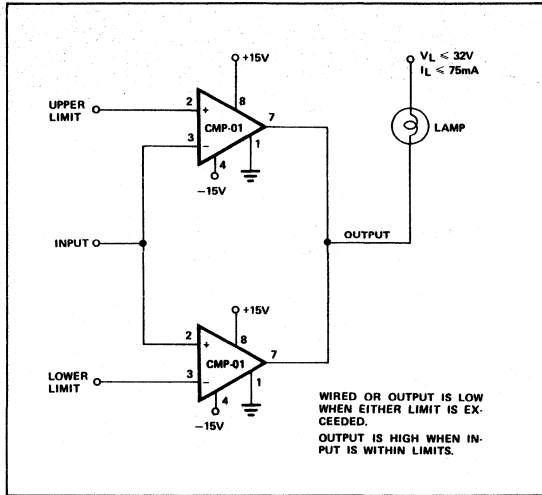 +15V
V_L ≤ 32V
I_L ≤ 75mA
UPPER
LIMIT
2
+
8
7
CMP-01
LAMP
3
−
1
4
−15V
INPUT
OUTPUT
+15V
2
+
8
7
CMP-01
LOWER
LIMIT
3
−
1
4
−15V
WIRED OR OUTPUT IS LOW
WHEN EITHER LIMIT IS EX-
CEEDED.
OUTPUT IS HIGH WHEN IN-
PUT IS WITHIN LIMITS.